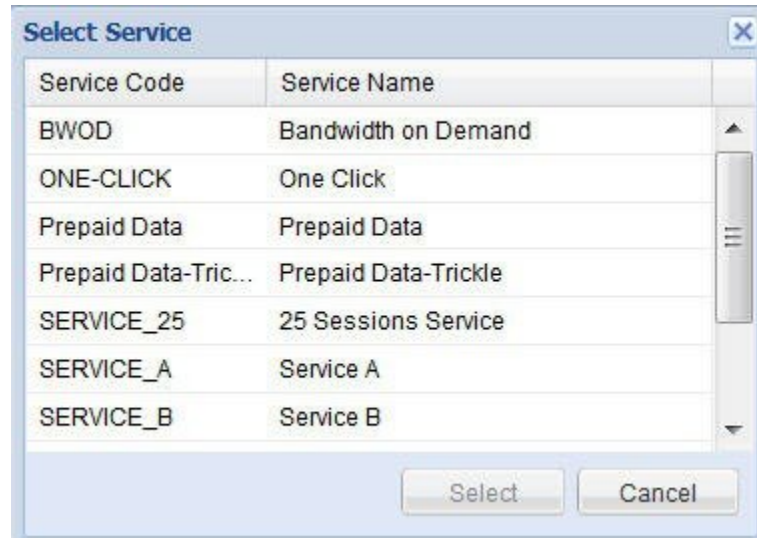 Select Service
Service Code Service Name
BWOD Bandwidth on Demand
ONE-CLICK One Click
Prepaid Data Prepaid Data
Prepaid Data-Tric... Prepaid Data-Trickle
SERVICE_25 25 Sessions Service
SERVICE_A Service A
SERVICE_B Service B
Select Cancel